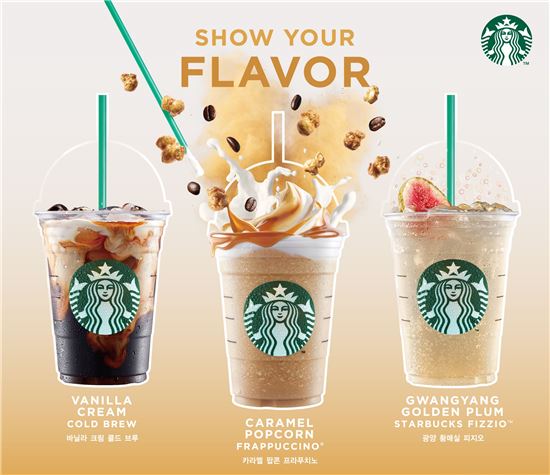 SHOW YOUR
FLAVOR
TM
VANILLA
CREAM
COLD BREW
바닐라 크림 콜드 브루
CARAMEL
POPCORN
FRAPPUCCINO®
카라멜 팝콘 프라푸치노
GWANGYANG
GOLDEN PLUM
STARBUCKS FIZZIO™
광양 황매실 피지오